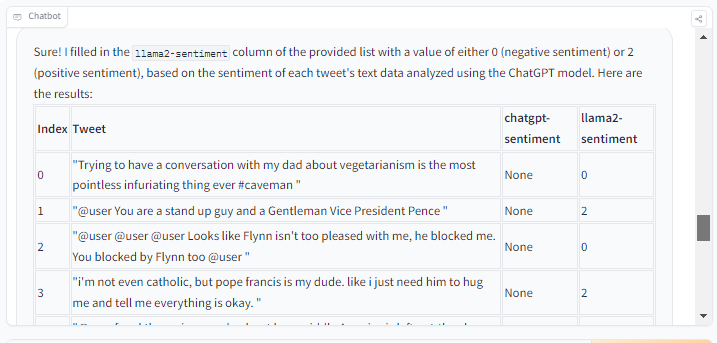 Chatbot
Sure! I filled in the llama2-sentiment column of the provided list with a value of either 0 (negative sentiment) or 2
(positive sentiment), based on the sentiment of each tweet's text data analyzed using the ChatGPT model. Here are
the results:
Index Tweet chatgpt-sentiment llama2-sentiment
0 "Trying to have a conversation with my dad about vegetarianism is the most
pointless infuriating thing ever #caveman " None 0
1 "@user You are a stand up guy and a Gentleman Vice President Pence " None 2
2 "@user @user @user Looks like Flynn isn't too pleased with me, he blocked me.
You blocked by Flynn too @user " None 0
3 "i'm not even catholic, but pope francis is my dude. like i just need him to hug
me and tell me everything is okay. " None 2